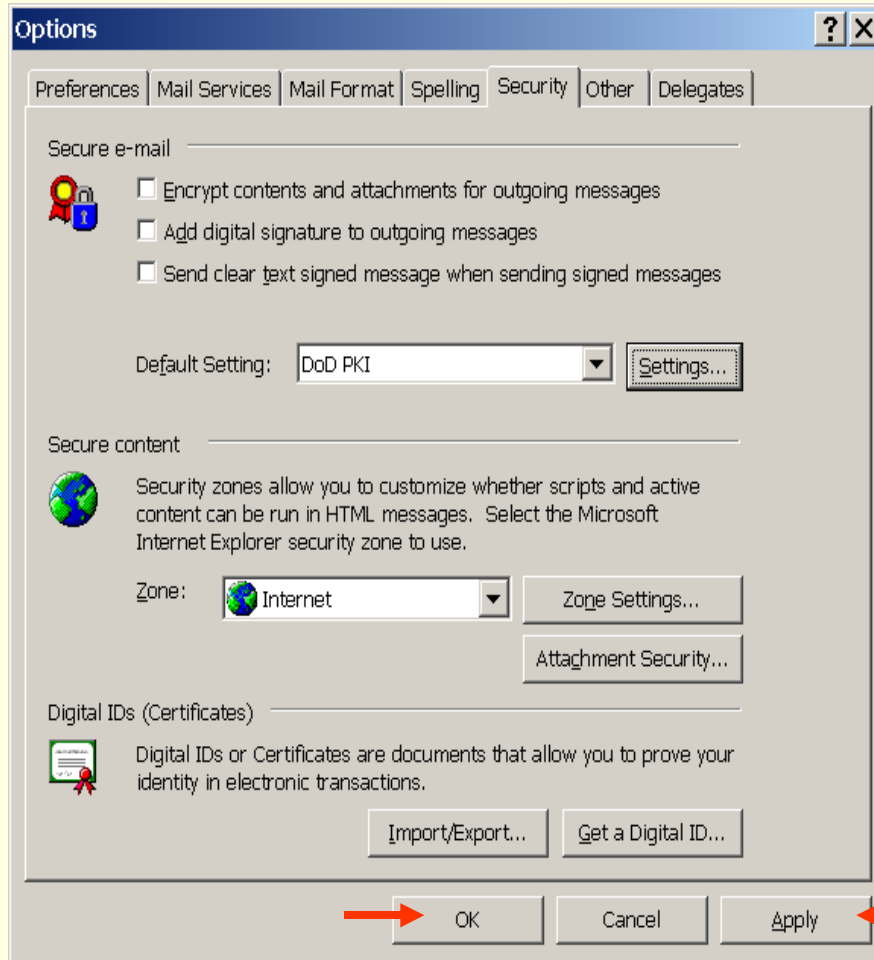 Options
Preferences Mail Services Mail Format Spelling Security Other Delegates
Secure e-mail
Encrypt contents and attachments for outgoing messages
Add digital signature to outgoing messages
Send clear text signed message when sending signed messages
Default Setting: DoD PKI Settings...
Secure content
Security zones allow you to customize whether scripts and active
content can be run in HTML messages. Select the Microsoft
Internet Explorer security zone to use.
Zone: Internet Zone Settings...
Attachment Security...
Digital IDs (Certificates)
Digital IDs or Certificates are documents that allow you to prove your
identity in electronic transactions.
Import/Export... Get a Digital ID...
OK Cancel Apply